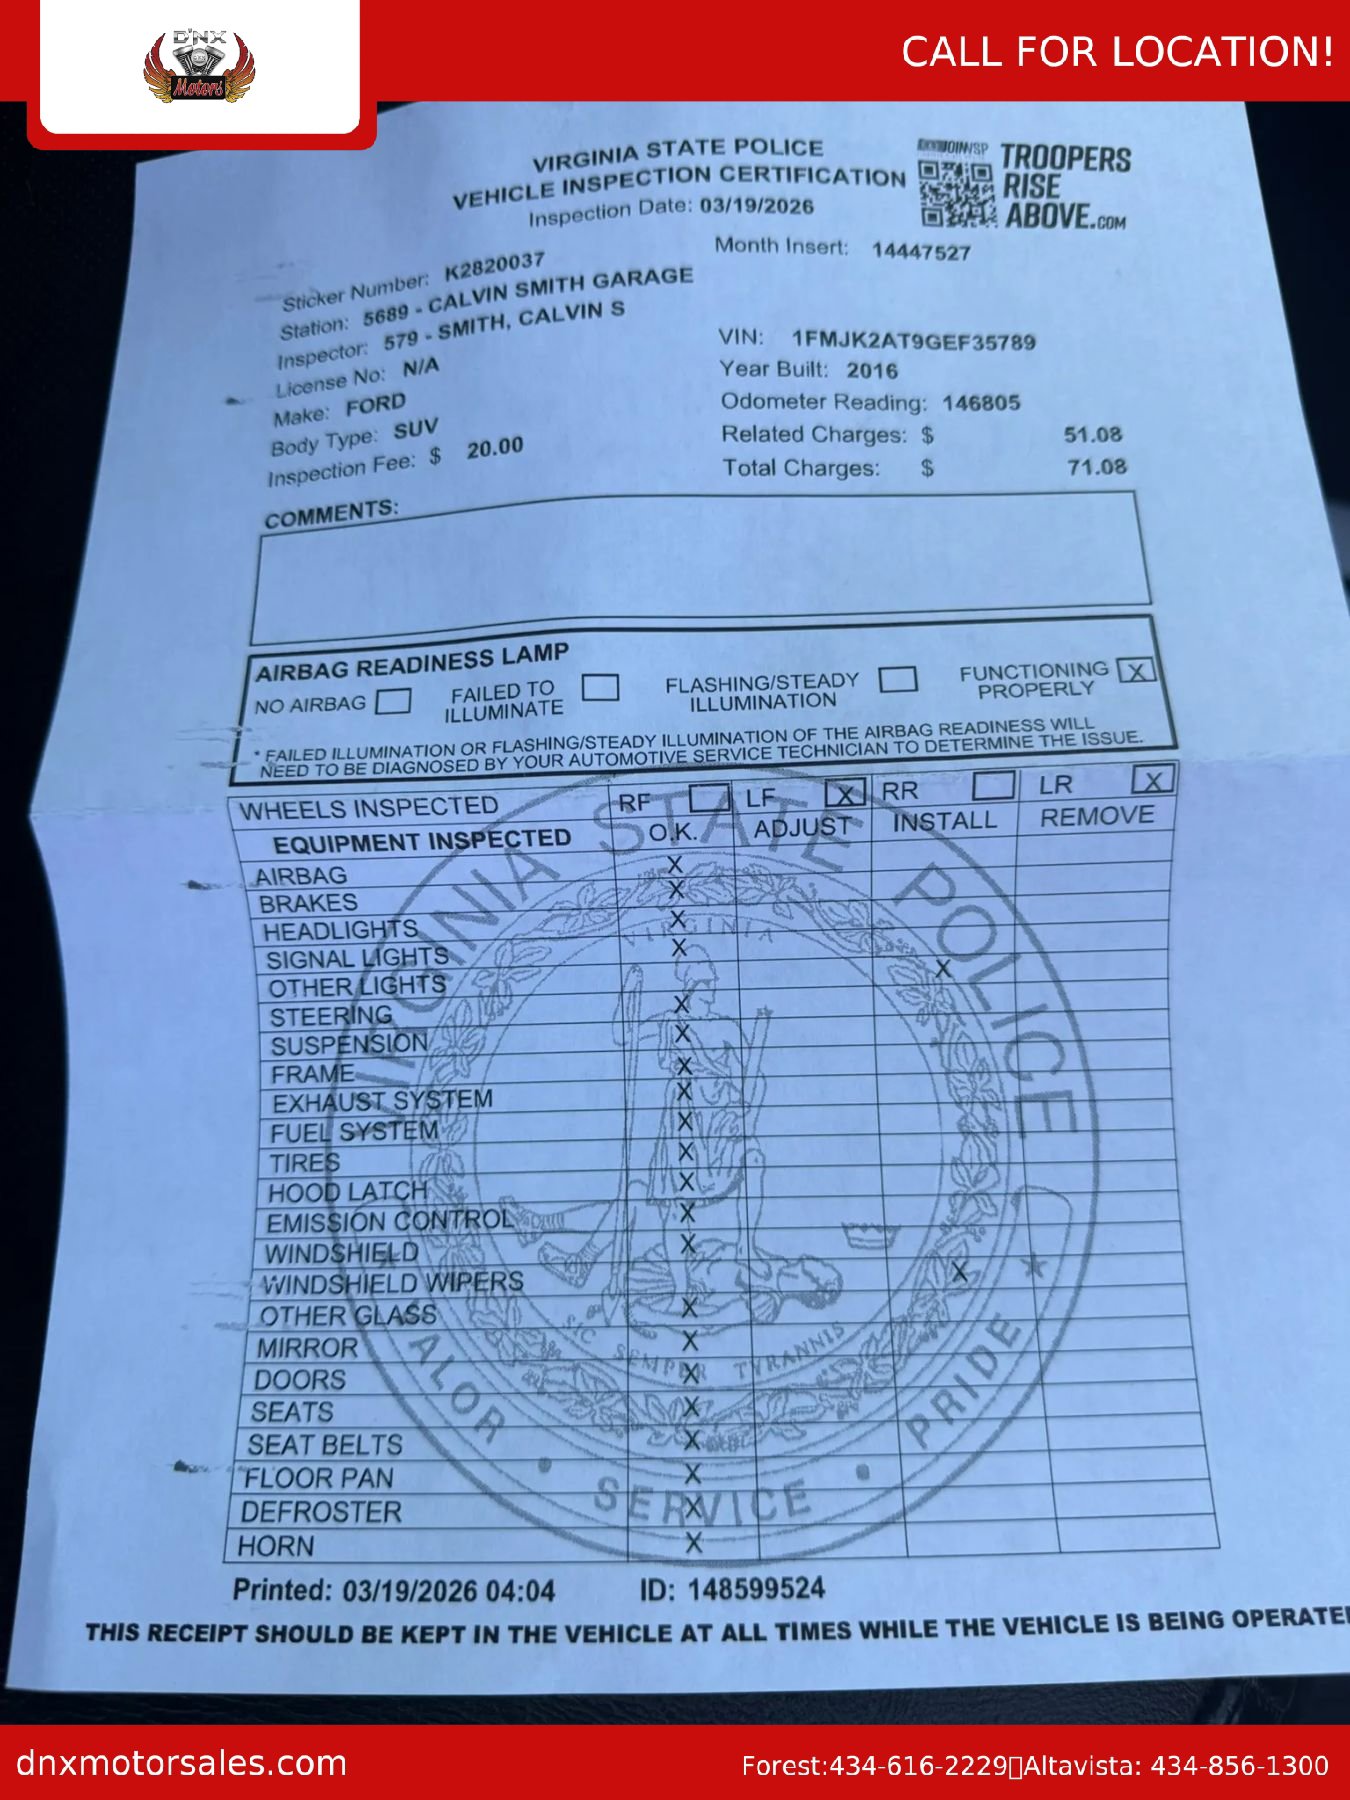 D'NX
Motors
CALL FOR LOCATION!
VIRGINIA STATE POLICE
VEHICLE INSPECTION CERTIFICATION
Inspection Date: 03/19/2026
TROOPERS
RISE
ABOVE.COM
Sticker Number: K2820037
Month Insert: 14447527
Station: 5689 - CALVIN SMITH GARAGE
Inspector: 579 - SMITH, CALVIN S
VIN: 1FMJK2AT9GEF35789
License No: N/A
Year Built: 2016
Make: FORD
Odometer Reading: 146805
Body Type: SUV
Related Charges: $ 51.08
Inspection Fee: $ 20.00
Total Charges: $ 71.08
COMMENTS:
AIRBAG READINESS LAMP
NO AIRBAG
FAILED TO ILLUMINATE
FLASHING/STEADY ILLUMINATION
FUNCTIONING PROPERLY X
* FAILED ILLUMINATION OR FLASHING/STEADY ILLUMINATION OF THE AIRBAG READINESS WILL
NEED TO BE DIAGNOSED BY YOUR AUTOMOTIVE SERVICE TECHNICIAN TO DETERMINE THE ISSUE.
WHEELS INSPECTED RF LF X RR LR X
EQUIPMENT INSPECTED O.K. ADJUST INSTALL REMOVE
AIRBAG X
BRAKES X
HEADLIGHTS X
SIGNAL LIGHTS X
OTHER LIGHTS X
STEERING X
SUSPENSION X
FRAME X
EXHAUST SYSTEM X
FUEL SYSTEM X
TIRES X
HOOD LATCH X
EMISSION CONTROL X
WINDSHIELD X
WINDSHIELD WIPERS X
OTHER GLASS X
MIRROR X
DOORS X
SEATS X
SEAT BELTS X
FLOOR PAN X
DEFROSTER X
HORN X
VIRGINIA STATE POLICE
VIRGINIA
SIC SEMPER TYRANNIS
VALOR • SERVICE • PRIDE
Printed: 03/19/2026 04:04 ID: 148599524
THIS RECEIPT SHOULD BE KEPT IN THE VEHICLE AT ALL TIMES WHILE THE VEHICLE IS BEING OPERATE
dnxmotorsales.com
Forest:434-616-2229 Altavista: 434-856-1300